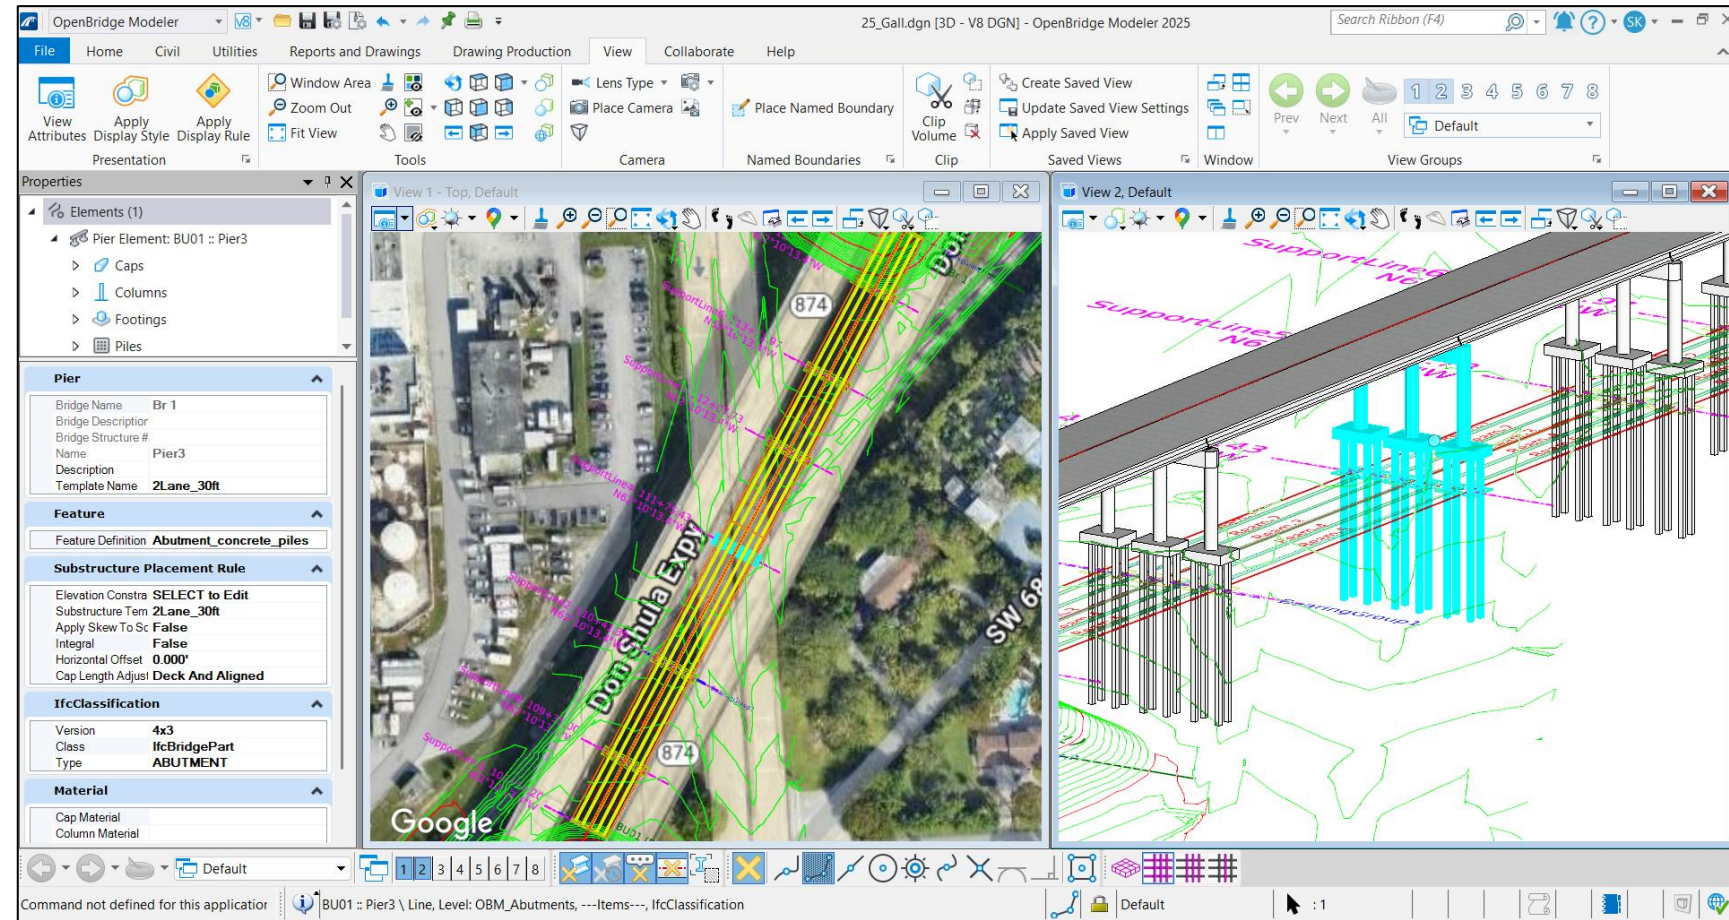 OpenBridge Modeler
V8
25_Gall.dgn [3D - V8 DGN] - OpenBridge Modeler 2025
Search Ribbon (F4)
SK
File Home Civil Utilities Reports and Drawings Drawing Production View Collaborate Help
View Attributes
Apply Display Style
Apply Display Rule
Presentation
Window Area
Zoom Out
Fit View
Tools
Lens Type
Place Camera
Camera
Place Named Boundary
Named Boundaries
Clip Volume
Clip
Create Saved View
Update Saved View Settings
Apply Saved View
Saved Views
Window
Prev Next All
1 2 3 4 5 6 7 8
Default
View Groups
Properties
Elements (1)
Pier Element: BU01 :: Pier3
Caps
Columns
Footings
Piles
Pier
Bridge Name Br 1
Bridge Descriptior
Bridge Structure #
Name Pier3
Description
Template Name 2Lane_30ft
Feature
Feature Definition Abutment_concrete_piles
Substructure Placement Rule
Elevation Constra SELECT to Edit
Substructure Tem 2Lane_30ft
Apply Skew To Sc False
Integral False
Horizontal Offset 0.000'
Cap Length Adjust Deck And Aligned
IfcClassification
Version 4x3
Class IfcBridgePart
Type ABUTMENT
Material
Cap Material
Column Material
View 1 - Top, Default
874
Don Shula Expy
SW 68
874
Google
View 2, Default
SupportLine6
SupportLine5
BearingGroup1
Default
1 2 3 4 5 6 7 8
Command not defined for this applicatior
BU01 :: Pier3 \ Line, Level: OBM_Abutments, ---Items---, IfcClassification
Default
: 1